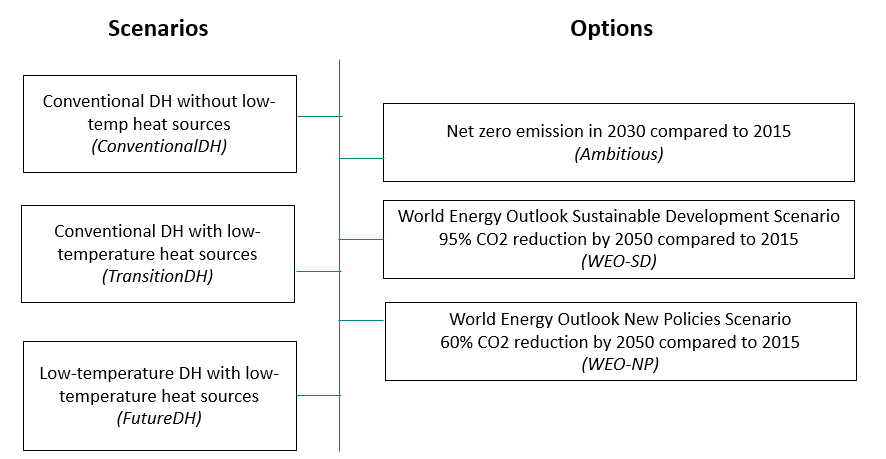 Scenarios
Conventional DH without low-
temp heat sources
(ConventionalDH)
Conventional DH with low-
temperature heat sources
(TransitionDH)
Low-temperature DH with low-
temperature heat sources
(FutureDH)
Options
Net zero emission in 2030 compared to 2015
(Ambitious)
World Energy Outlook Sustainable Development Scenario
95% CO2 reduction by 2050 compared to 2015
(WEO-SD)
World Energy Outlook New Policies Scenario
60% CO2 reduction by 2050 compared to 2015
(WEO-NP)